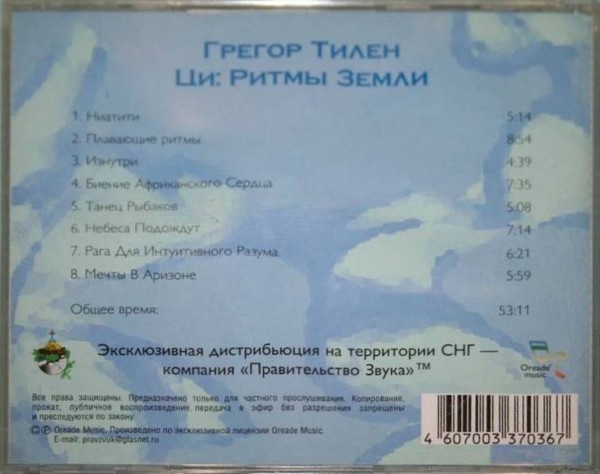 Грегор Тилен
Ци: Ритмы Земли
1. Ниатити 5:14
2. Плавающие ритмы 8:54
3. Изнутри 4:39
4. Биение Африканского Сердца 7:35
5. Танец Рыбаков 5:08
6. Небеса Подождут 7:14
7. Рага Для Интуитивного Разума 6:21
8. Мечты В Аризоне 5:59
Общее время: 53:11
Эксклюзивная дистрибьюция на территории СНГ —
компания «Правительство Звука»™
Oreade
music
Все права защищены. Предназначено только для частного прослушивания. Копирование,
прокат, публичное воспроизведение, передача в эфир без разрешения запрещены
и преследуются по закону.
©℗ Oreade Music. Произведено по эксклюзивной лицензии Oreade Music.
E-mail: pravzvuk@glasnet.ru
4 607003 370367